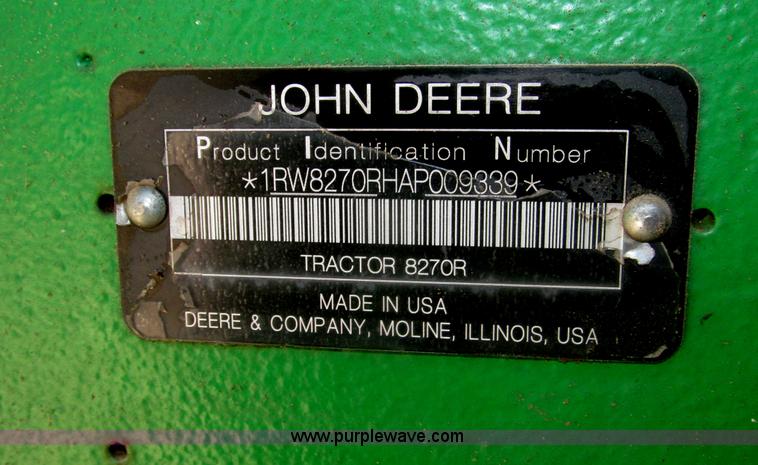 JOHN DEERE
Product Identification Number
*1RW8270RHAP009339*
TRACTOR 8270R
MADE IN USA
DEERE & COMPANY, MOLINE, ILLINOIS, USA
www.purplewave.com